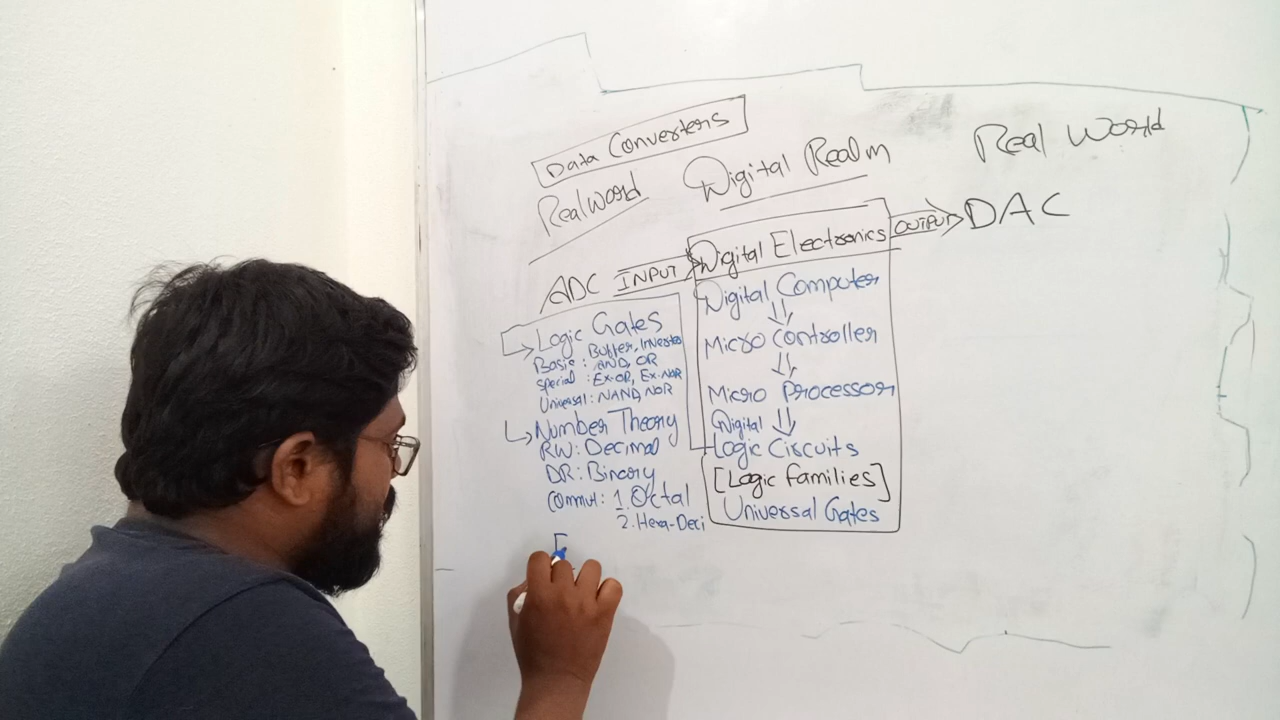 Data Converters
Real World
Digital Realm
Real World
ADC
INPUT
Digital Electronics
OUTPUT
DAC
Digital Computer
Micro Controller
Micro Processor
Digital
Logic Circuits
[Logic Families]
Universal Gates
Logic Gates
Buffer, Inverter
Basic : AND, OR
Special : Ex-OR, Ex-NOR
Universal : NAND, NOR
Number Theory
RW : Decimal
DR : Binary
Commut : 1. Octal
2. Hexa-Deci